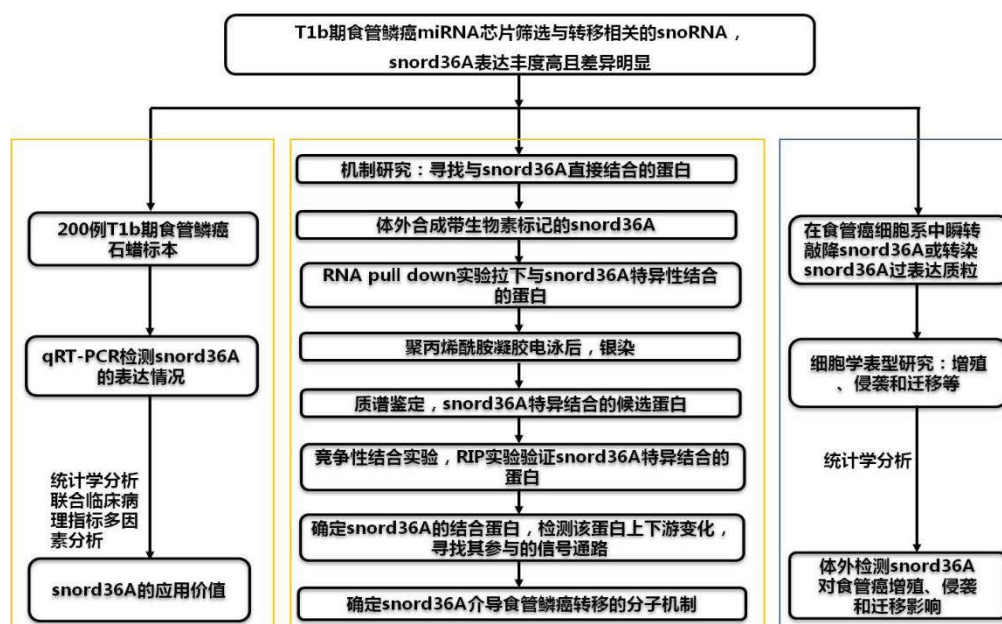 T1b期食管鳞癌miRNA芯片筛选与转移相关的snoRNA，
snord36A表达丰度高且差异明显
200例T1b期食管鳞癌
石蜡标本
qRT-PCR检测snord36A
的表达情况
统计学分析
联合临床病
理指标多因
素分析
snord36A的应用价值
机制研究：寻找与snord36A直接结合的蛋白
体外合成带生物素标记的snord36A
RNA pull down实验拉下与snord36A特异性结合
的蛋白
聚丙烯酰胺凝胶电泳后，银染
质谱鉴定，snord36A特异结合的候选蛋白
竞争性结合实验，RIP实验验证snord36A特异结合的
蛋白
确定snord36A的结合蛋白，检测该蛋白上下游变化，
寻找其参与的信号通路
确定snord36A介导食管鳞癌转移的分子机制
在食管癌细胞系中瞬转
敲降snord36A或转染
snord36A过表达质粒
细胞学表型研究：增殖
、侵袭和迁移等
统计学分析
体外检测snord36A
对食管癌增殖、侵袭
和迁移影响